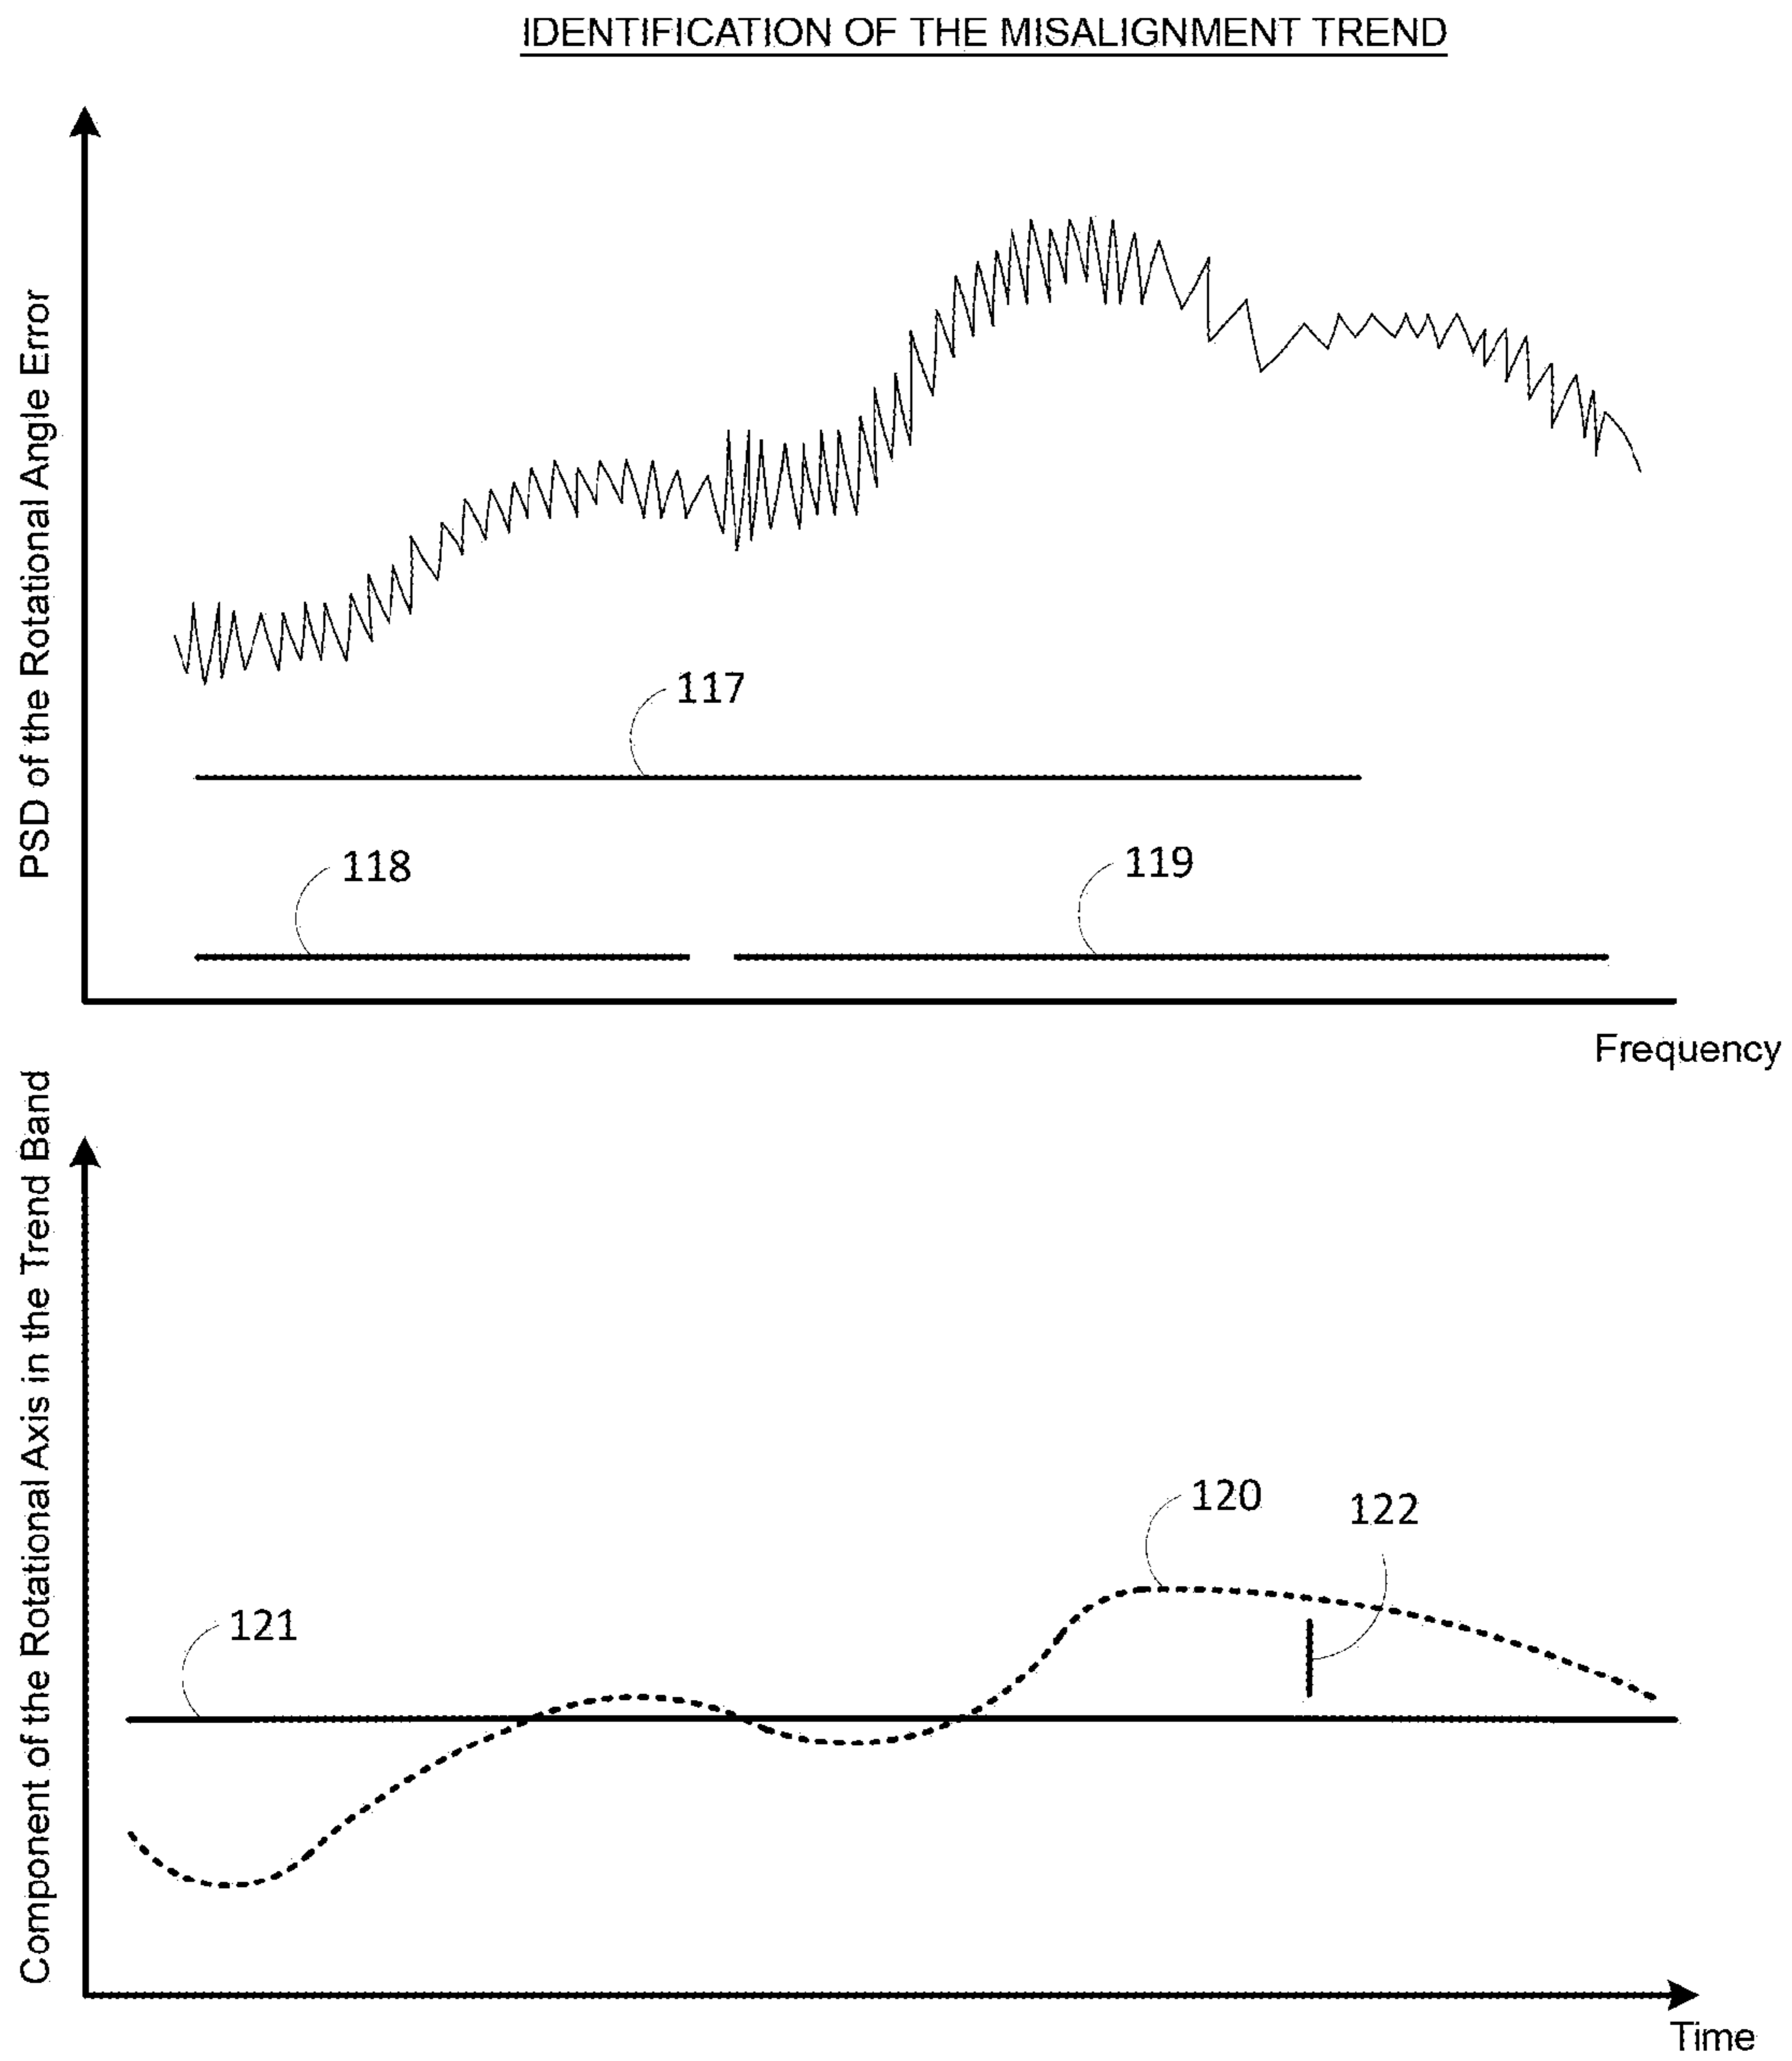 IDENTIFICATION OF THE MISALIGNMENT TREND
PSD of the Rotational Angle Error
117
118
119
Frequency
Component of the Rotational Axis in the Trend Band
120
122
121
Time